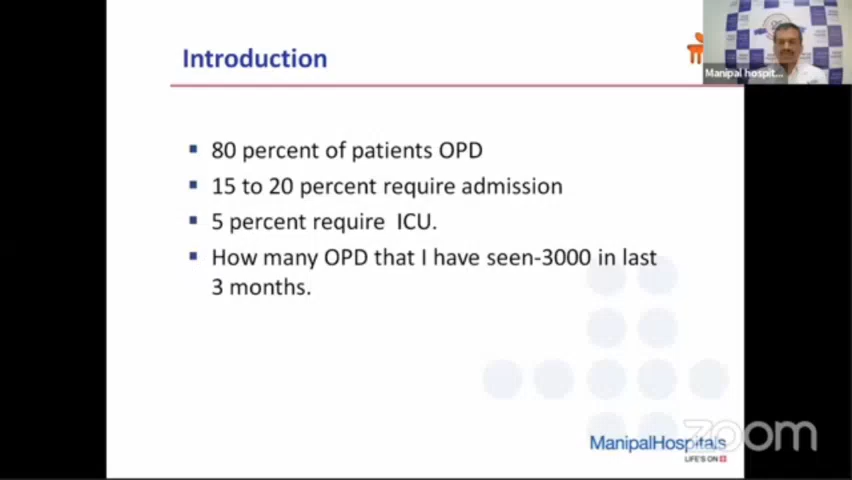 Introduction
Manipal hospit...
80 percent of patients OPD
15 to 20 percent require admission
5 percent require ICU.
How many OPD that I have seen-3000 in last
3 months.
ManipalHospitals
LIFE'S ON
zoom